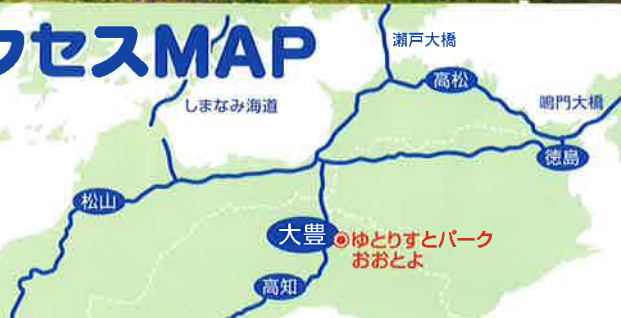 クセスMAP
瀬戸大橋
高松
しまなみ海道
鳴門大橋
徳島
松山
大豊
ゆとりすとパーク
おおとよ
高知